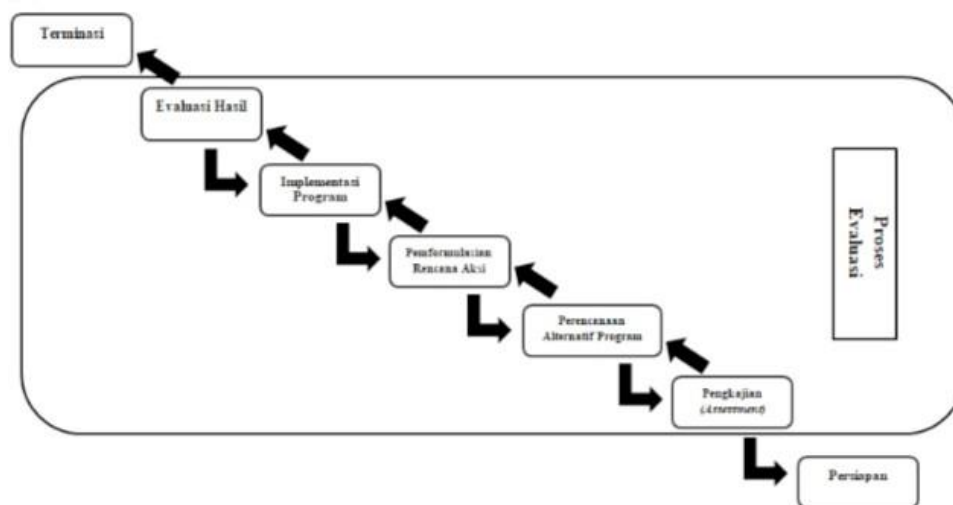 Terminasi
Evaluasi Hasil
Implementasi
Program
Pemformulasian
Rencana Aksi
Perencanaan
Alternatif Program
Pengkajian
(Assessment)
Persiapan
Proses
Evaluasi